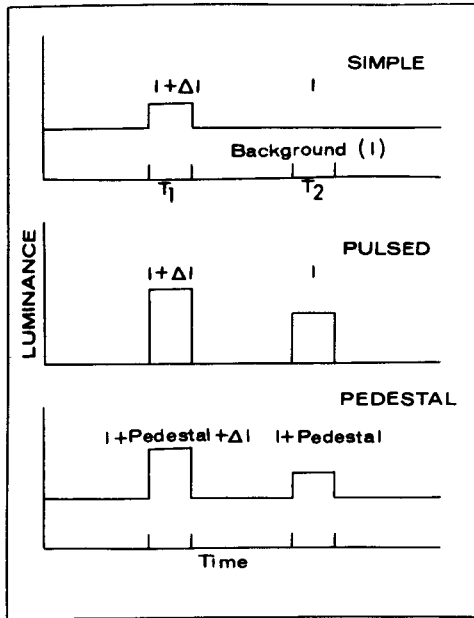 SIMPLE
I+ΔI I
Background (I)
T1 T2
PULSED
I+ΔI I
LUMINANCE
PEDESTAL
I+Pedestal+ΔI I+Pedestal
Time